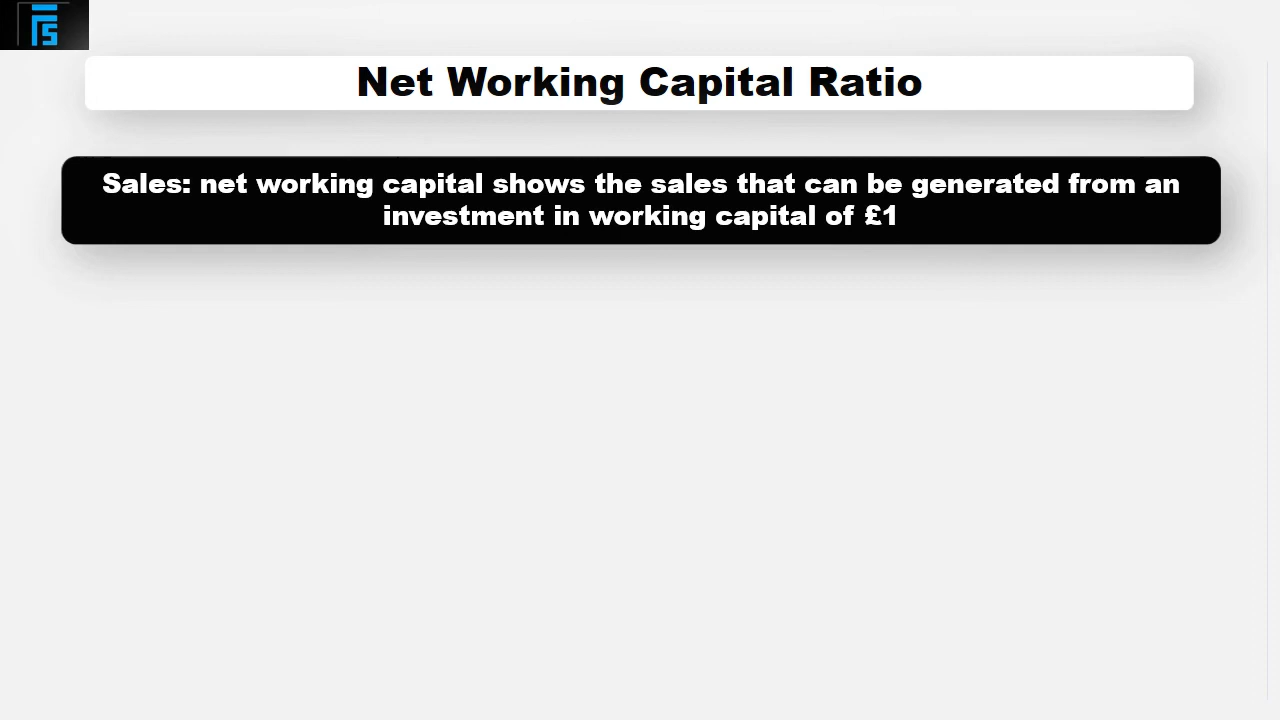 Net Working Capital Ratio
Sales: net working capital shows the sales that can be generated from an
investment in working capital of £1